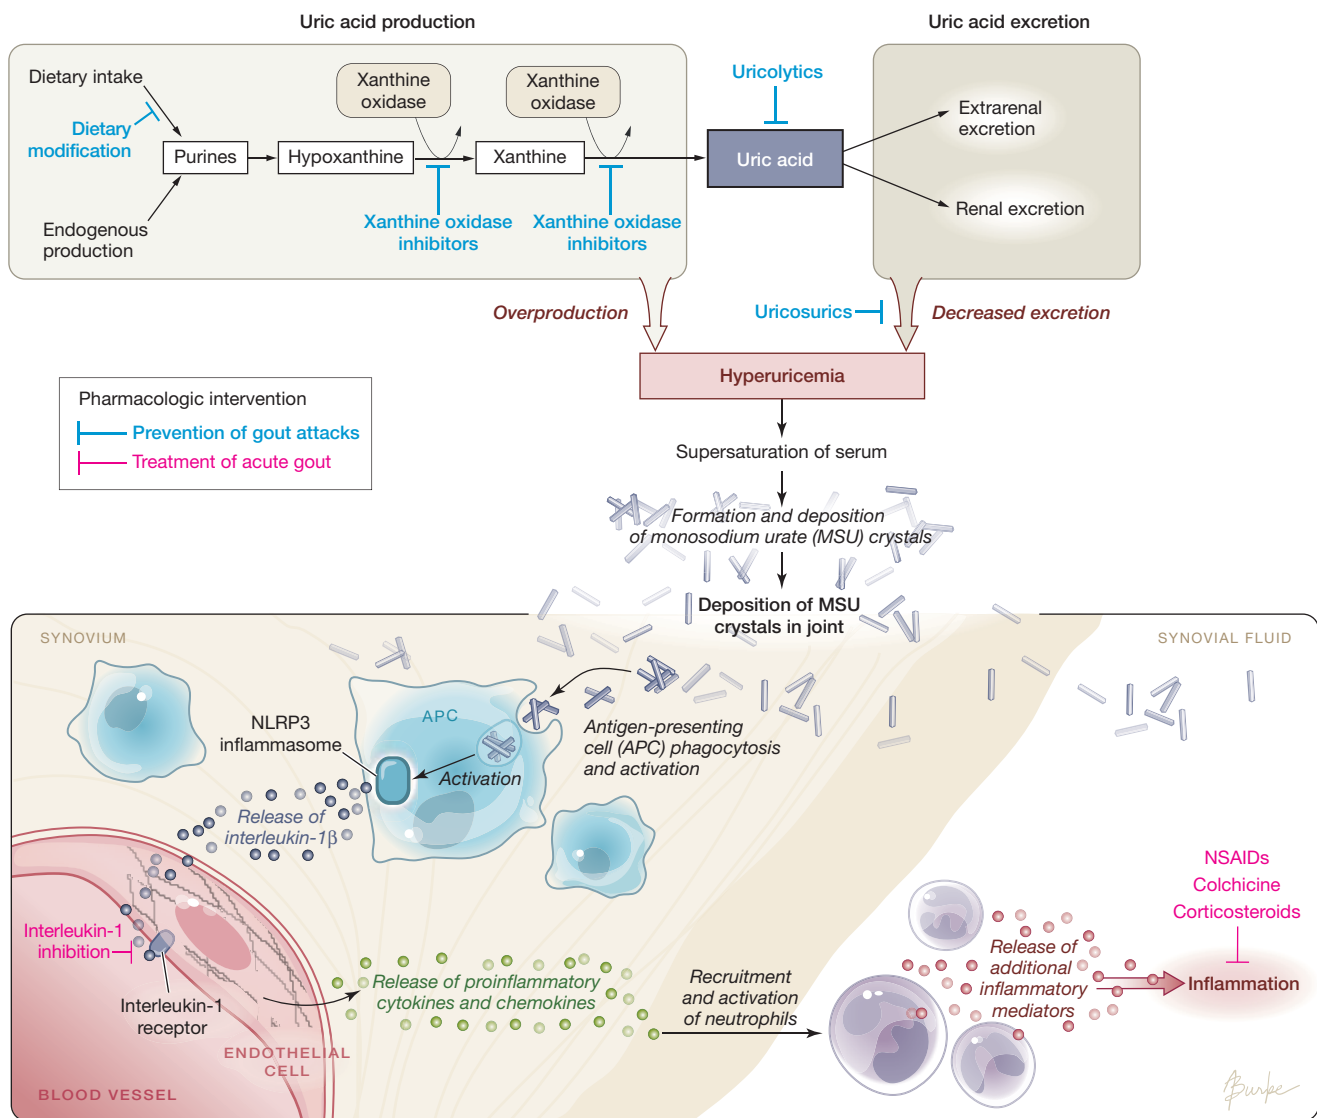 Uric acid production
Uric acid excretion
Dietary intake
Dietary
modification
Purines
Endogenous
production
Hypoxanthine
Xanthine
oxidase
Xanthine
Xanthine
oxidase
Xanthine oxidase
inhibitors
Xanthine oxidase
inhibitors
Uricolytics
Uric acid
Extrarenal
excretion
Renal excretion
Overproduction
Uricosurics
Decreased excretion
Hyperuricemia
Pharmacologic intervention
Prevention of gout attacks
Treatment of acute gout
Supersaturation of serum
Formation and deposition
of monosodium urate (MSU) crystals
Deposition of MSU
crystals in joint
SYNOVIUM
SYNOVIAL FLUID
NLRP3
inflammasome
APC
Activation
Antigen-presenting
cell (APC) phagocytosis
and activation
Release of
interleukin-1β
Interleukin-1
inhibition
Interleukin-1
receptor
ENDOTHELIAL
CELL
BLOOD VESSEL
Release of proinflammatory
cytokines and chemokines
Recruitment
and activation
of neutrophils
Release of
additional
inflammatory
mediators
NSAIDs
Colchicine
Corticosteroids
Inflammation
ABurke